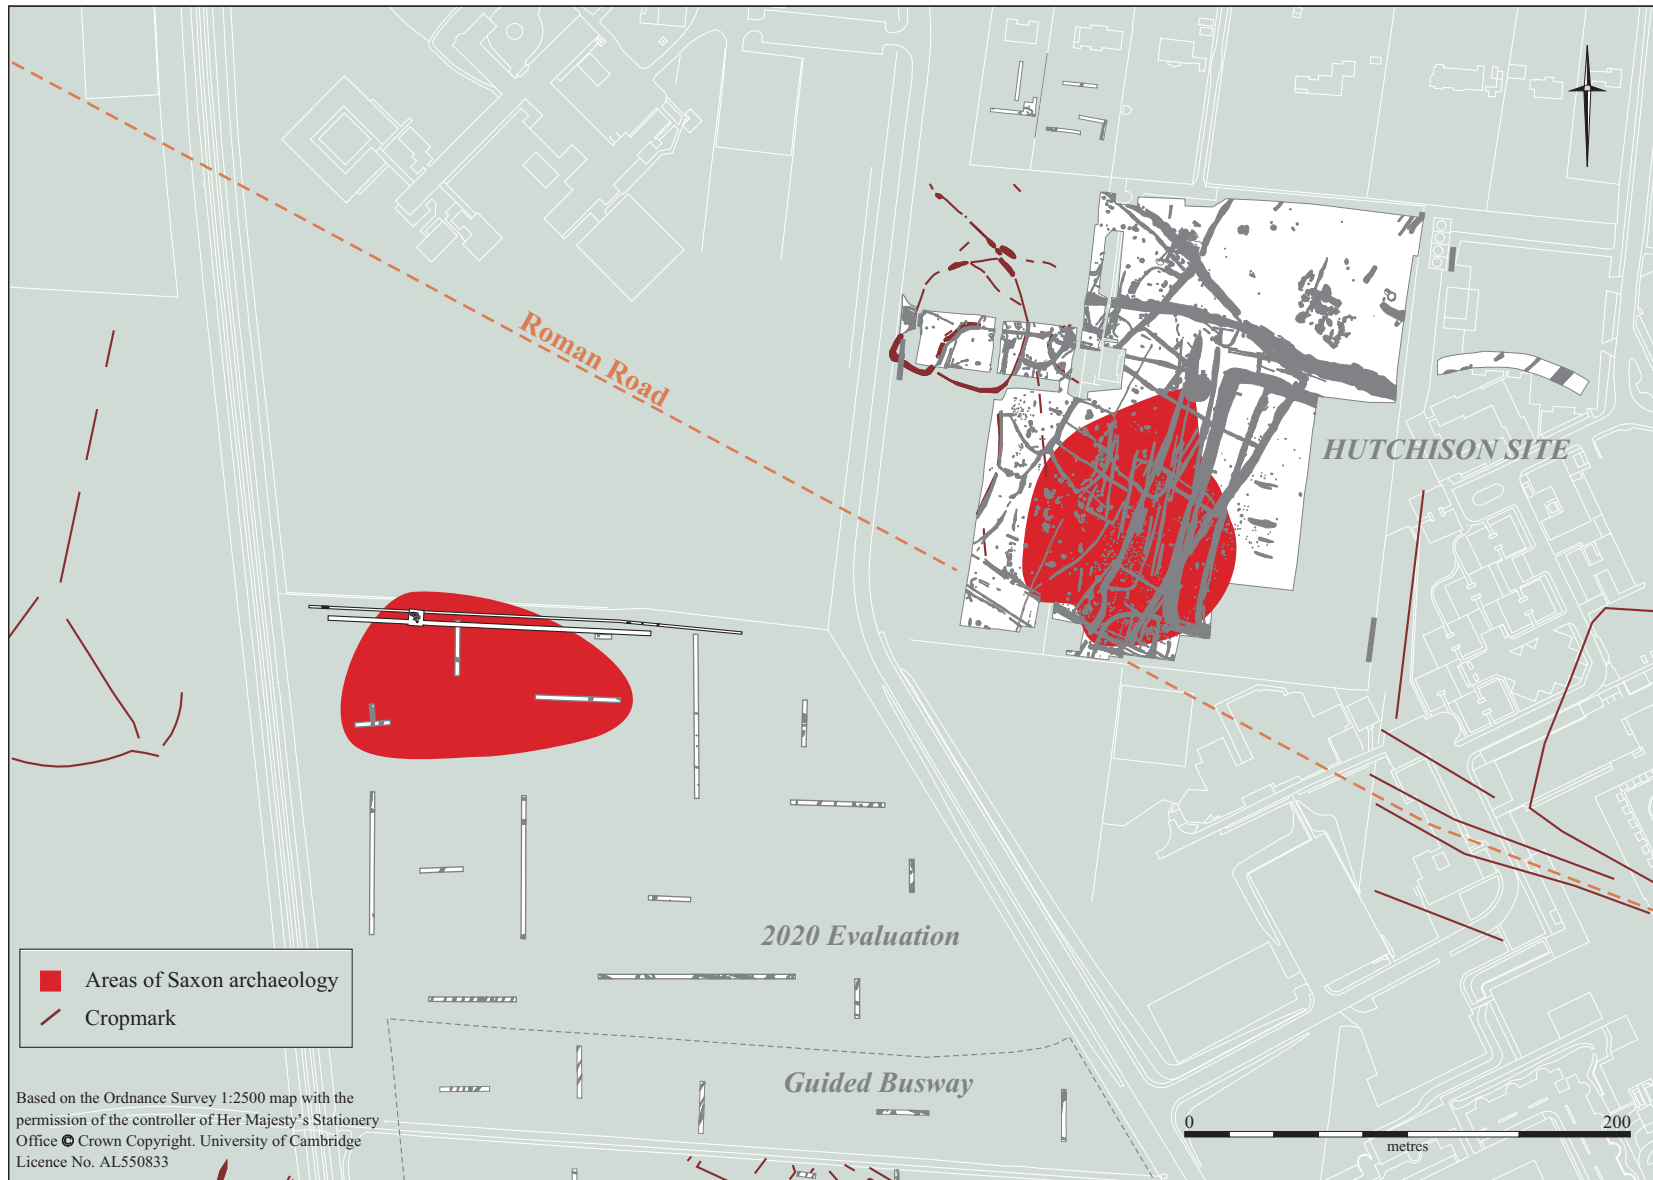 Roman Road
HUTCHISON SITE
2020 Evaluation
Guided Busway
Areas of Saxon archaeology
Cropmark
Based on the Ordnance Survey 1:2500 map with the
permission of the controller of Her Majesty's Stationery
Office © Crown Copyright. University of Cambridge
Licence No. AL550833
0 200
metres